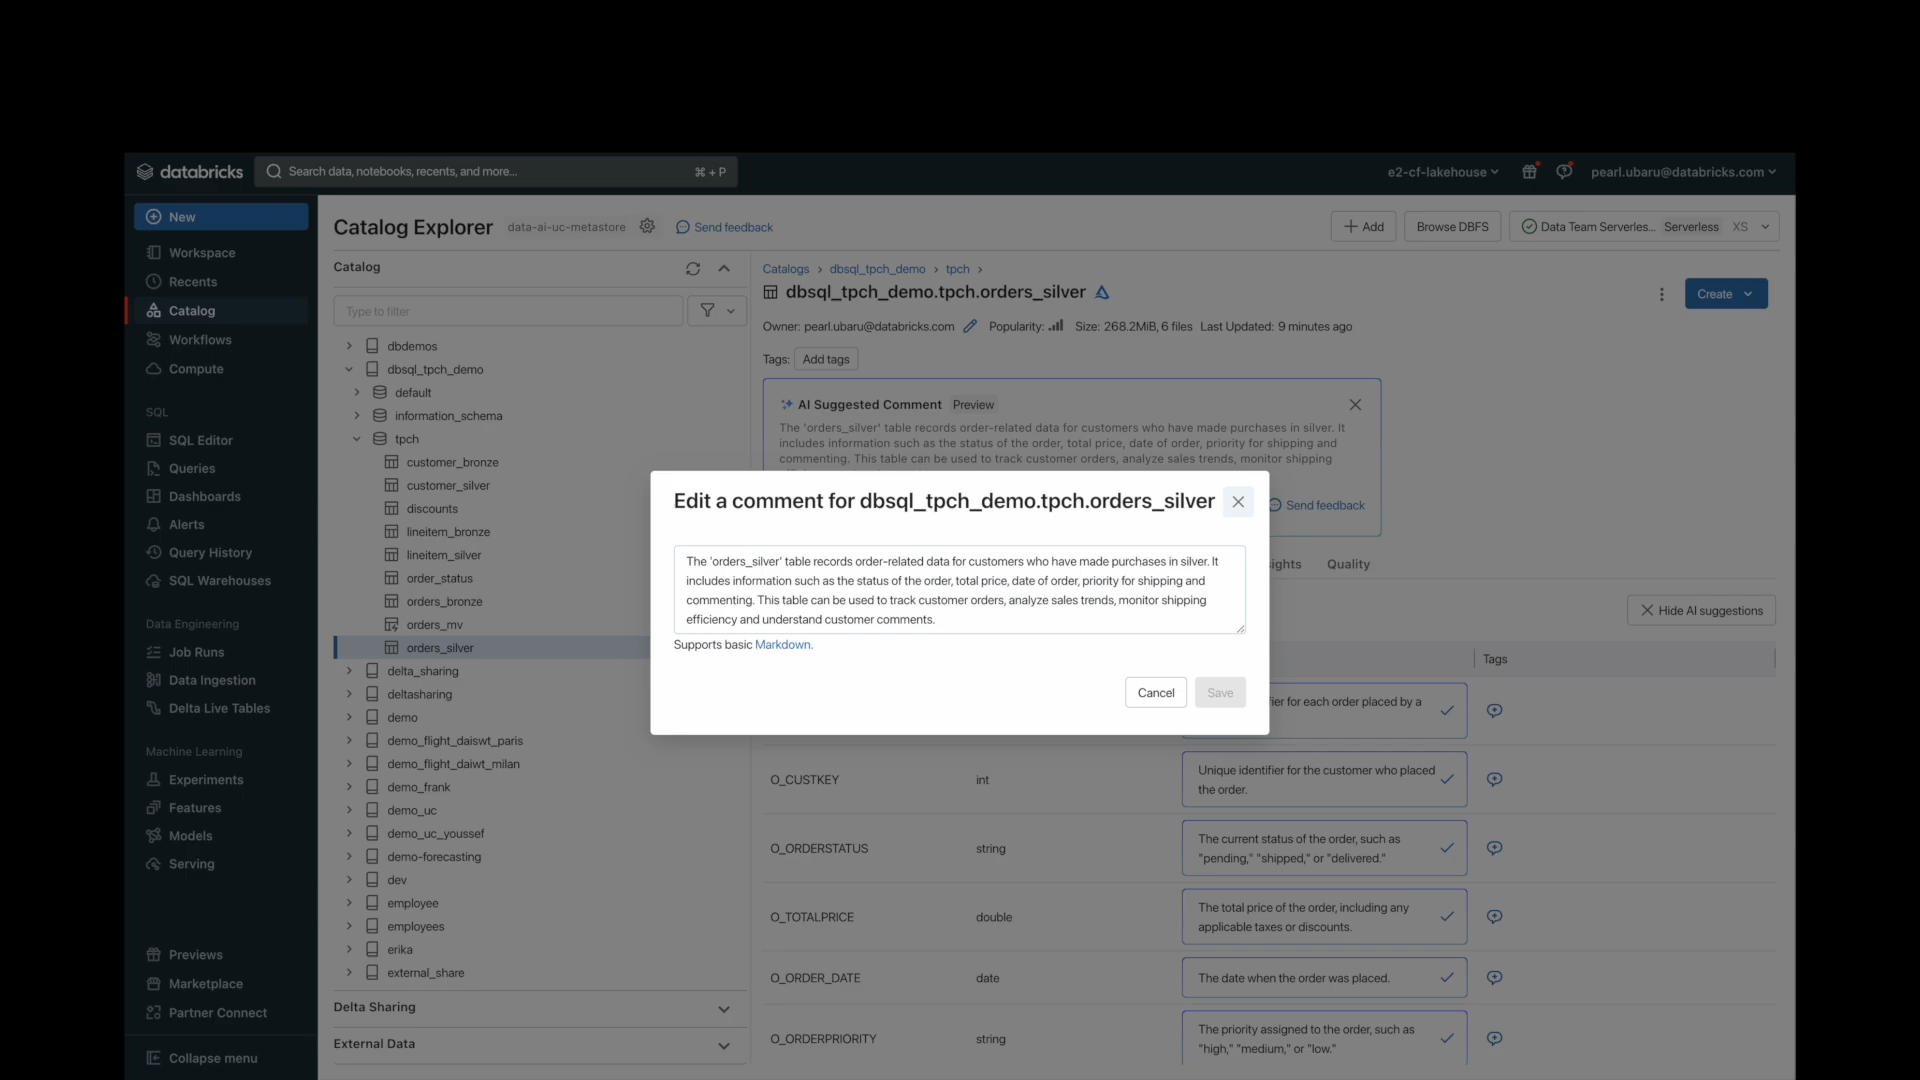 databricks
Search data, notebooks, recents, and more...
⌘ + P
e2-cf-lakehouse
pearl.ubaru@databricks.com
New
Workspace
Recents
Catalog
Workflows
Compute
SQL
SQL Editor
Queries
Dashboards
Alerts
Query History
SQL Warehouses
Data Engineering
Job Runs
Data Ingestion
Delta Live Tables
Machine Learning
Experiments
Features
Models
Serving
Previews
Marketplace
Partner Connect
Collapse menu
Catalog Explorer
data-ai-uc-metastore
Send feedback
Add
Browse DBFS
Data Team Serverles... Serverless XS
Catalog
Type to filter
dbdemos
dbsql_tpch_demo
default
information_schema
tpch
customer_bronze
customer_silver
discounts
lineitem_bronze
lineitem_silver
order_status
orders_bronze
orders_mv
orders_silver
delta_sharing
deltasharing
demo
demo_flight_daiswt_paris
demo_flight_daiwt_milan
demo_frank
demo_uc
demo_uc_youssef
demo-forecasting
dev
employee
employees
erika
external_share
Delta Sharing
External Data
Catalogs › dbsql_tpch_demo › tpch ›
dbsql_tpch_demo.tpch.orders_silver
Create
Owner: pearl.ubaru@databricks.com Popularity: Size: 268.2MiB, 6 files Last Updated: 9 minutes ago
Tags: Add tags
AI Suggested Comment Preview
The 'orders_silver' table records order-related data for customers who have made purchases in silver. It
includes information such as the status of the order, total price, date of order, priority for shipping and
commenting. This table can be used to track customer orders, analyze sales trends, monitor shipping
Send feedback
Edit a comment for dbsql_tpch_demo.tpch.orders_silver
The 'orders_silver' table records order-related data for customers who have made purchases in silver. It
includes information such as the status of the order, total price, date of order, priority for shipping and
commenting. This table can be used to track customer orders, analyze sales trends, monitor shipping
efficiency and understand customer comments.
Supports basic Markdown.
Cancel
Save
ights
Quality
Hide AI suggestions
Tags
ier for each order placed by a
O_CUSTKEY
int
Unique identifier for the customer who placed
the order.
O_ORDERSTATUS
string
The current status of the order, such as
"pending," "shipped," or "delivered."
O_TOTALPRICE
double
The total price of the order, including any
applicable taxes or discounts.
O_ORDER_DATE
date
The date when the order was placed.
O_ORDERPRIORITY
string
The priority assigned to the order, such as
"high," "medium," or "low."